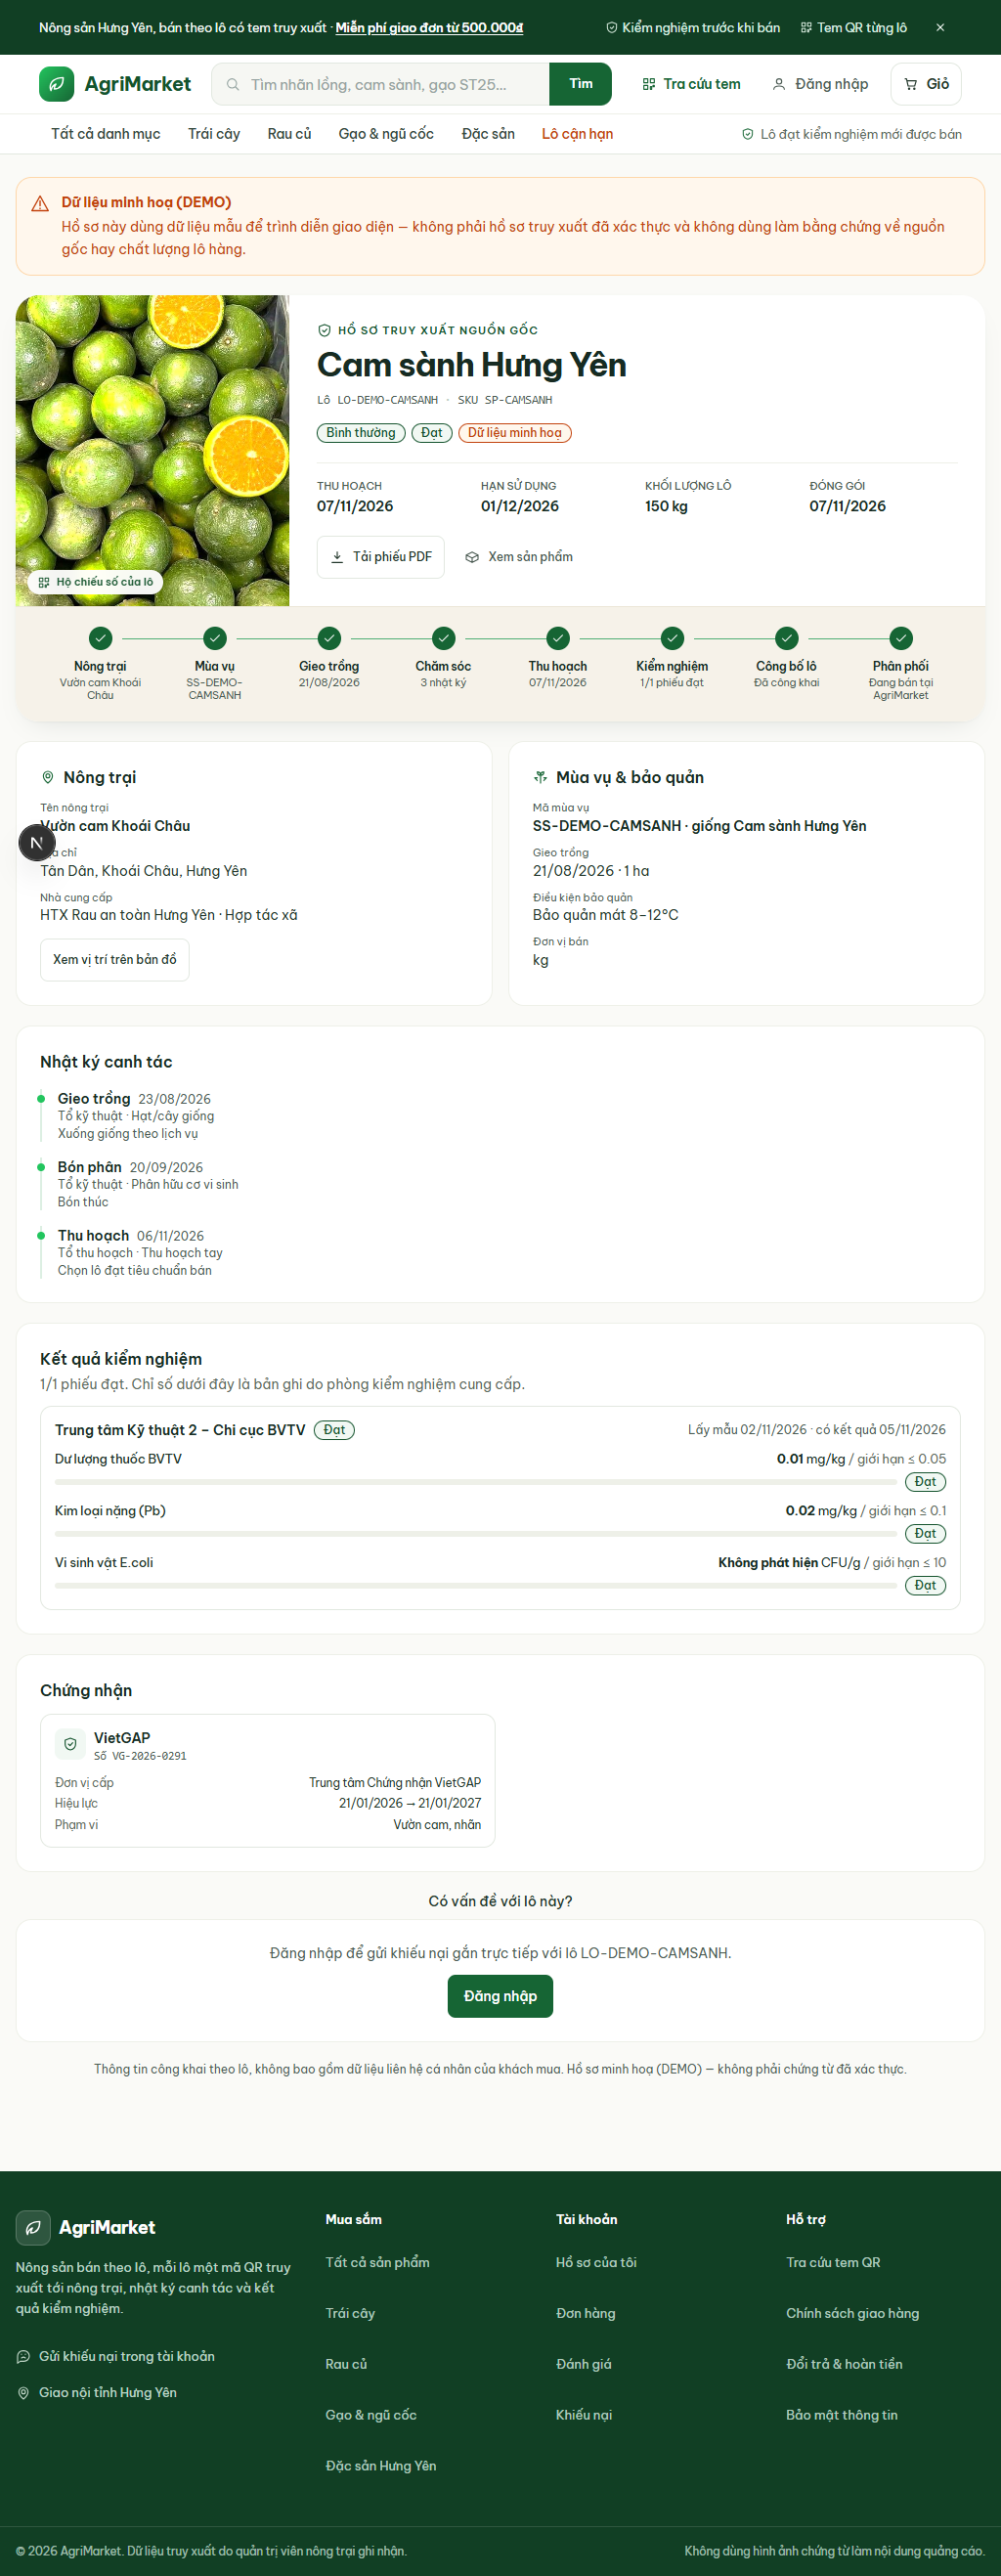 Nông sản Hưng Yên, bán theo lô có tem truy xuất · Miễn phí giao đơn từ 500.000₫
Kiểm nghiệm trước khi bán
Tem QR từng lô
AgriMarket
Tìm nhãn lồng, cam sành, gạo ST25...
Tìm
Tra cứu tem
Đăng nhập
Giỏ
Tất cả danh mục
Trái cây
Rau củ
Gạo & ngũ cốc
Đặc sản
Lô cận hạn
Lô đạt kiểm nghiệm mới được bán
Dữ liệu minh hoạ (DEMO)
Hồ sơ này dùng dữ liệu mẫu để trình diễn giao diện — không phải hồ sơ truy xuất đã xác thực và không dùng làm bằng chứng về nguồn
gốc hay chất lượng lô hàng.
HỒ SƠ TRUY XUẤT NGUỒN GỐC
Cam sành Hưng Yên
Lô LO-DEMO-CAMSANH · SKU SP-CAMSANH
Bình thường
Đạt
Dữ liệu minh hoạ
THU HOẠCH
07/11/2026
HẠN SỬ DỤNG
01/12/2026
KHỐI LƯỢNG LÔ
150 kg
ĐÓNG GÓI
07/11/2026
Tải phiếu PDF
Xem sản phẩm
Hộ chiếu số của lô
Nông trại
Vườn cam Khoái
Châu
Mùa vụ
SS-DEMO-
CAMSANH
Gieo trồng
21/08/2026
Chăm sóc
3 nhật ký
Thu hoạch
07/11/2026
Kiểm nghiệm
1/1 phiếu đạt
Công bố lô
Đã công khai
Phân phối
Đang bán tại
AgriMarket
Nông trại
Tên nông trại
Vườn cam Khoái Châu
chỉ
Tân Dân, Khoái Châu, Hưng Yên
Nhà cung cấp
HTX Rau an toàn Hưng Yên · Hợp tác xã
Xem vị trí trên bản đồ
Mùa vụ & bảo quản
Mã mùa vụ
SS-DEMO-CAMSANH · giống Cam sành Hưng Yên
Gieo trồng
21/08/2026 · 1 ha
Điều kiện bảo quản
Bảo quản mát 8–12°C
Đơn vị bán
kg
Nhật ký canh tác
Gieo trồng 23/08/2026
Tổ kỹ thuật · Hạt/cây giống
Xuống giống theo lịch vụ
Bón phân 20/09/2026
Tổ kỹ thuật · Phân hữu cơ vi sinh
Bón thúc
Thu hoạch 06/11/2026
Tổ thu hoạch · Thu hoạch tay
Chọn lô đạt tiêu chuẩn bán
Kết quả kiểm nghiệm
1/1 phiếu đạt. Chỉ số dưới đây là bản ghi do phòng kiểm nghiệm cung cấp.
Trung tâm Kỹ thuật 2 – Chi cục BVTV Đạt
Lấy mẫu 02/11/2026 · có kết quả 05/11/2026
Dư lượng thuốc BVTV
0.01 mg/kg / giới hạn ≤ 0.05
Đạt
Kim loại nặng (Pb)
0.02 mg/kg / giới hạn ≤ 0.1
Đạt
Vi sinh vật E.coli
Không phát hiện CFU/g / giới hạn ≤ 10
Đạt
Chứng nhận
VietGAP
Số VG-2026-0291
Đơn vị cấp
Trung tâm Chứng nhận VietGAP
Hiệu lực
21/01/2026 → 21/01/2027
Phạm vi
Vườn cam, nhãn
Có vấn đề với lô này?
Đăng nhập để gửi khiếu nại gắn trực tiếp với lô LO-DEMO-CAMSANH.
Đăng nhập
Thông tin công khai theo lô, không bao gồm dữ liệu liên hệ cá nhân của khách mua. Hồ sơ minh hoạ (DEMO) — không phải chứng từ đã xác thực.
AgriMarket
Nông sản bán theo lô, mỗi lô một mã QR truy
xuất tới nông trại, nhật ký canh tác và kết
quả kiểm nghiệm.
Gửi khiếu nại trong tài khoản
Giao nội tỉnh Hưng Yên
Mua sắm
Tất cả sản phẩm
Trái cây
Rau củ
Gạo & ngũ cốc
Đặc sản Hưng Yên
Tài khoản
Hồ sơ của tôi
Đơn hàng
Đánh giá
Khiếu nại
Hỗ trợ
Tra cứu tem QR
Chính sách giao hàng
Đổi trả & hoàn tiền
Bảo mật thông tin
© 2026 AgriMarket. Dữ liệu truy xuất do quản trị viên nông trại ghi nhận.
Không dùng hình ảnh chứng từ làm nội dung quảng cáo.